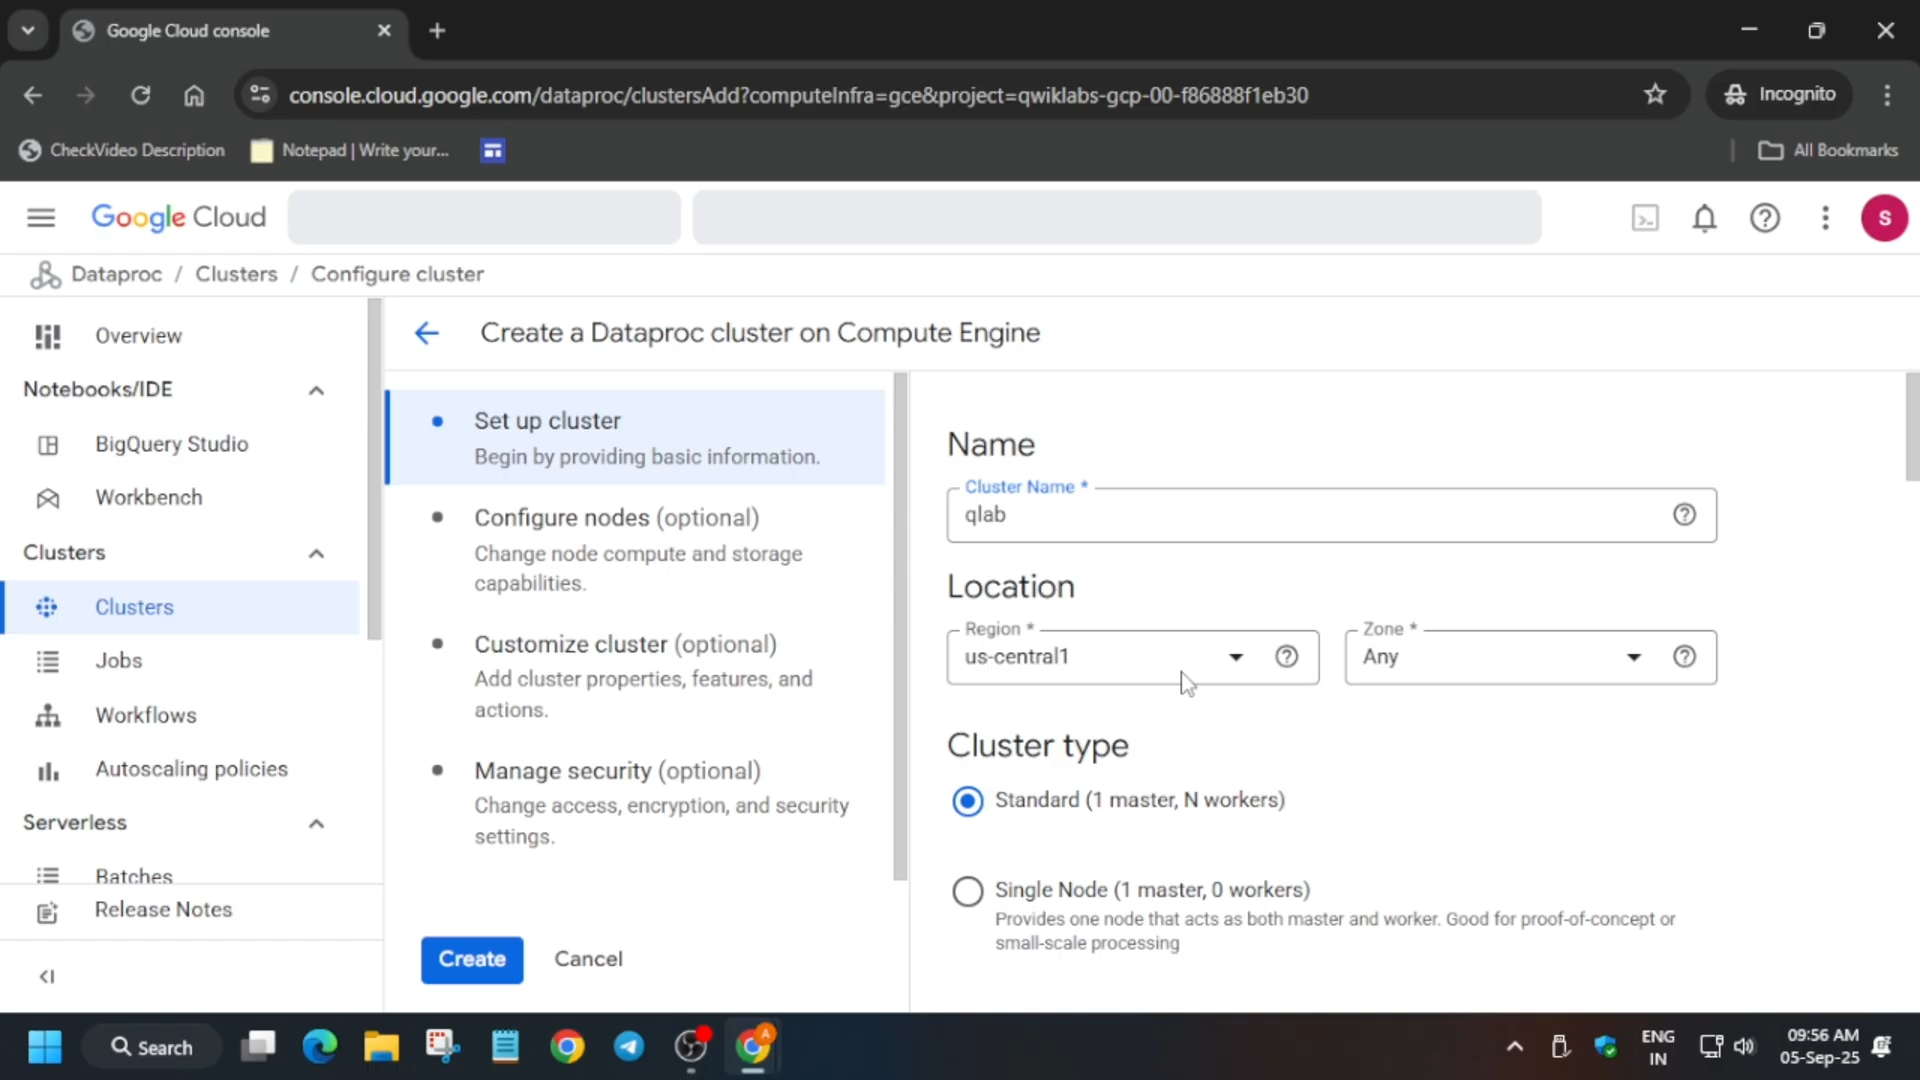 Google Cloud console
console.cloud.google.com/dataproc/clustersAdd?computeInfra=gce&project=qwiklabs-gcp-00-f86888f1eb30
Incognito
CheckVideo Description
Notepad | Write your...
All Bookmarks
Google Cloud
S
Dataproc / Clusters / Configure cluster
Overview
Notebooks/IDE
BigQuery Studio
Workbench
Clusters
Clusters
Jobs
Workflows
Autoscaling policies
Serverless
Batches
Release Notes
Create a Dataproc cluster on Compute Engine
Set up cluster
Begin by providing basic information.
Configure nodes (optional)
Change node compute and storage
capabilities.
Customize cluster (optional)
Add cluster properties, features, and
actions.
Manage security (optional)
Change access, encryption, and security
settings.
Create
Cancel
Name
Cluster Name *
qlab
Location
Region *
us-central1
Zone *
Any
Cluster type
Standard (1 master, N workers)
Single Node (1 master, 0 workers)
Provides one node that acts as both master and worker. Good for proof-of-concept or
small-scale processing
Search
A
ENG
IN
09:56 AM
05-Sep-25